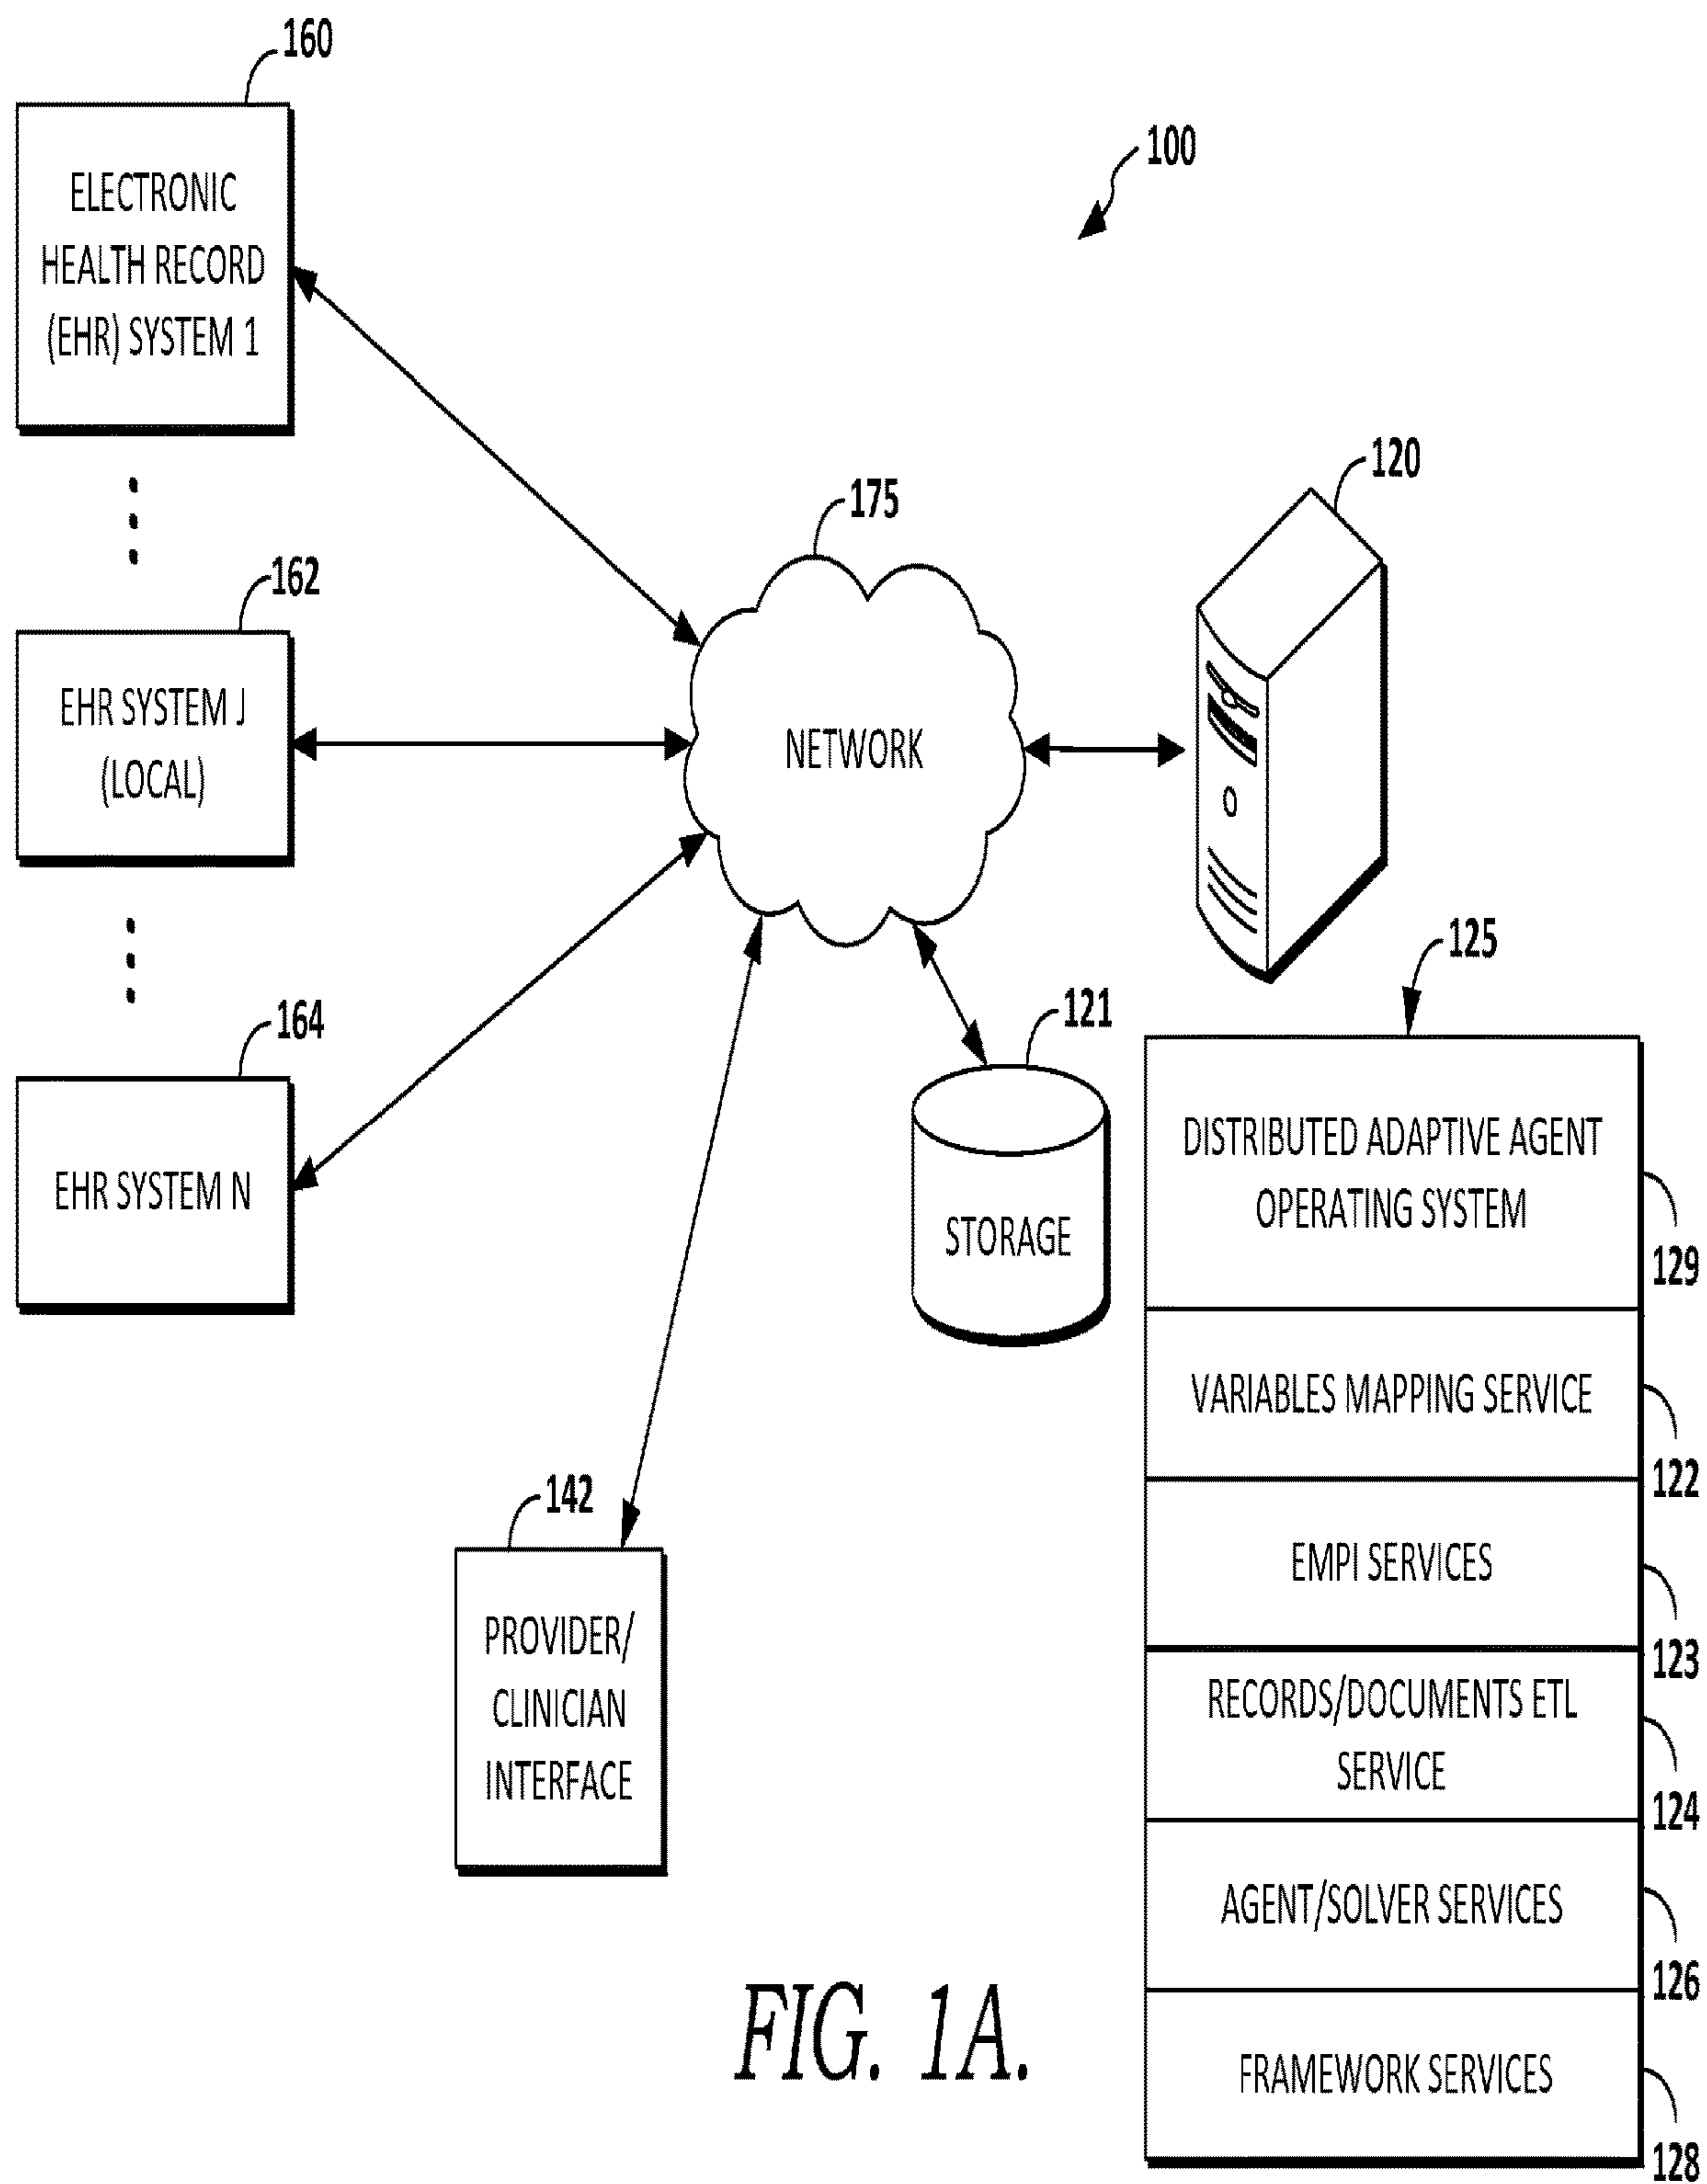 160
ELECTRONIC
HEALTH RECORD
(EHR) SYSTEM 1
100
162
EHR SYSTEM J
(LOCAL)
164
EHR SYSTEM N
175
NETWORK
120
121
STORAGE
142
PROVIDER/
CLINICIAN
INTERFACE
125
DISTRIBUTED ADAPTIVE AGENT
OPERATING SYSTEM
129
VARIABLES MAPPING SERVICE
122
EMPI SERVICES
123
RECORDS/DOCUMENTS ETL
SERVICE
124
AGENT/SOLVER SERVICES
126
FRAMEWORK SERVICES
128
FIG. 1A.